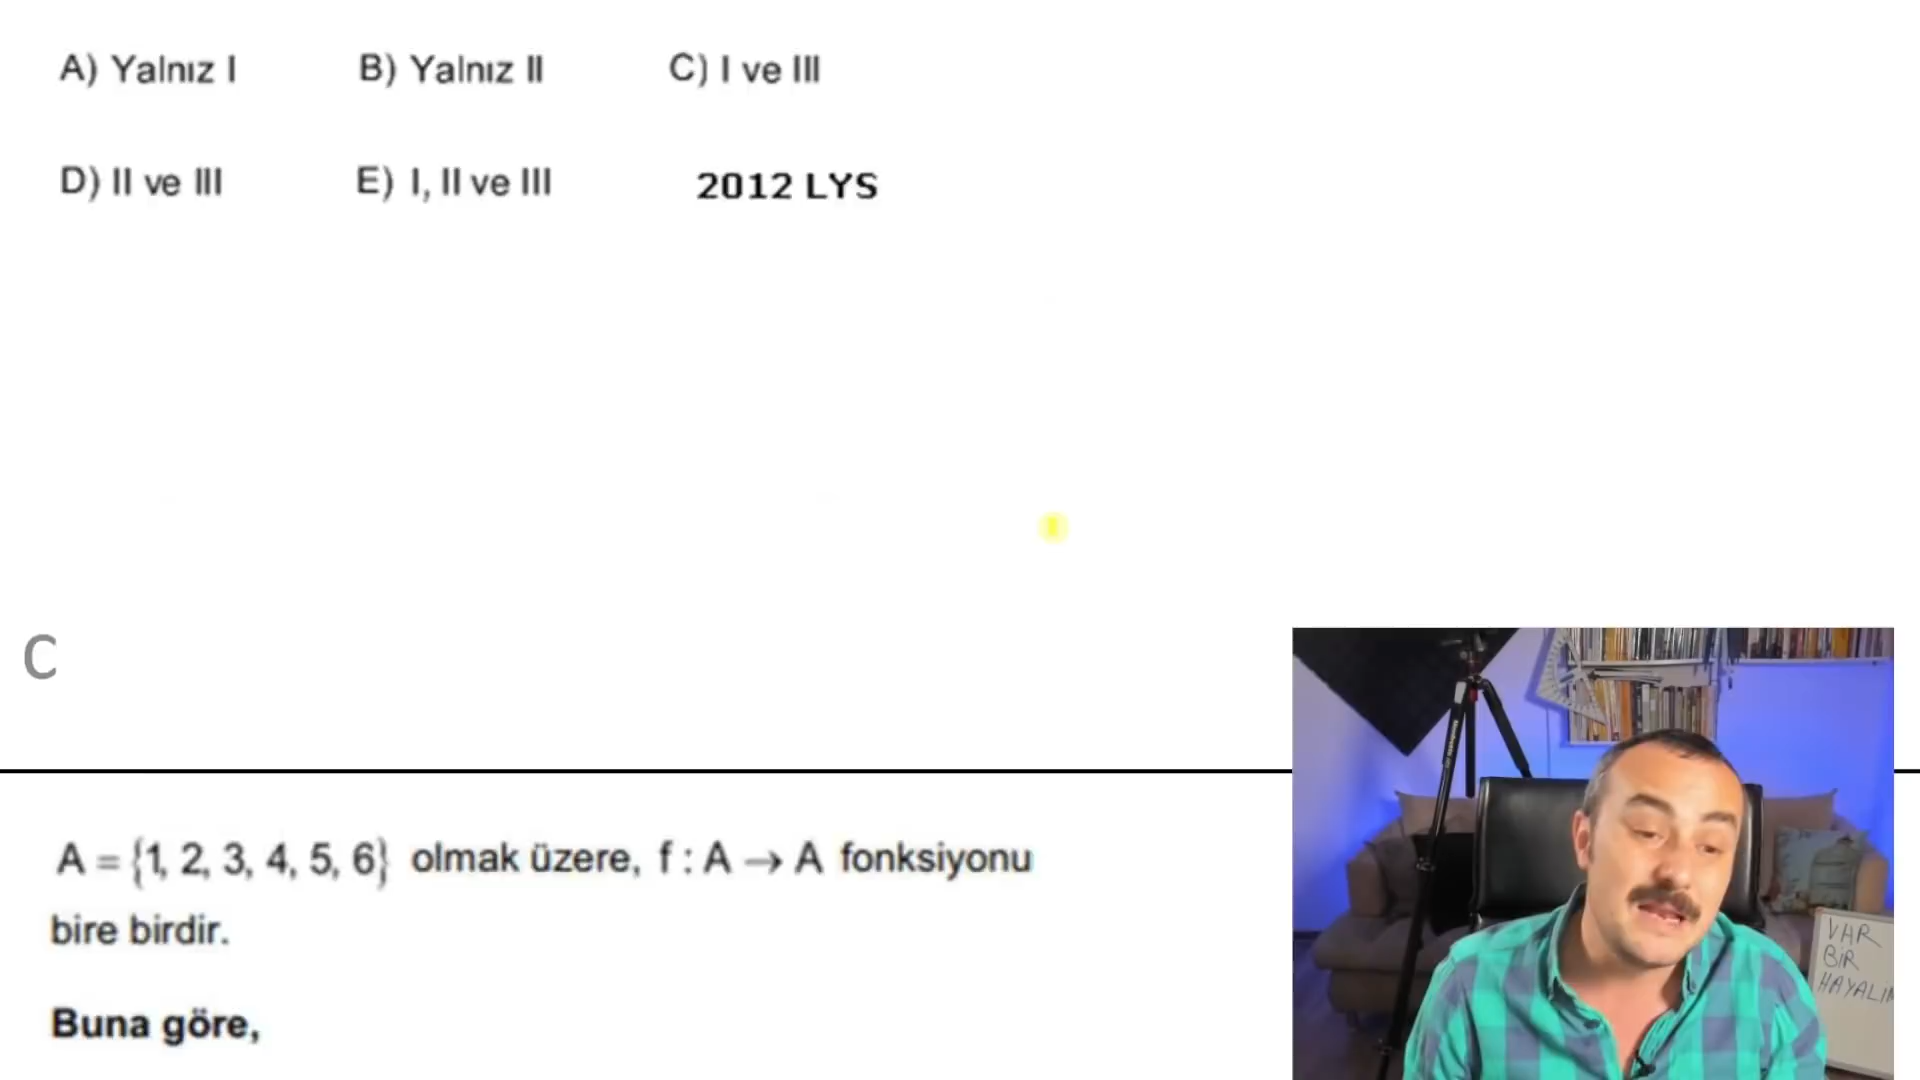 A) Yalnız I B) Yalnız II C) I ve III
D) II ve III E) I, II ve III 2012 LYS
C
A = {1, 2, 3, 4, 5, 6} olmak üzere, f : A → A fonksiyonu
bire birdir.
Buna göre,
VAR
BİR
HAYALİM